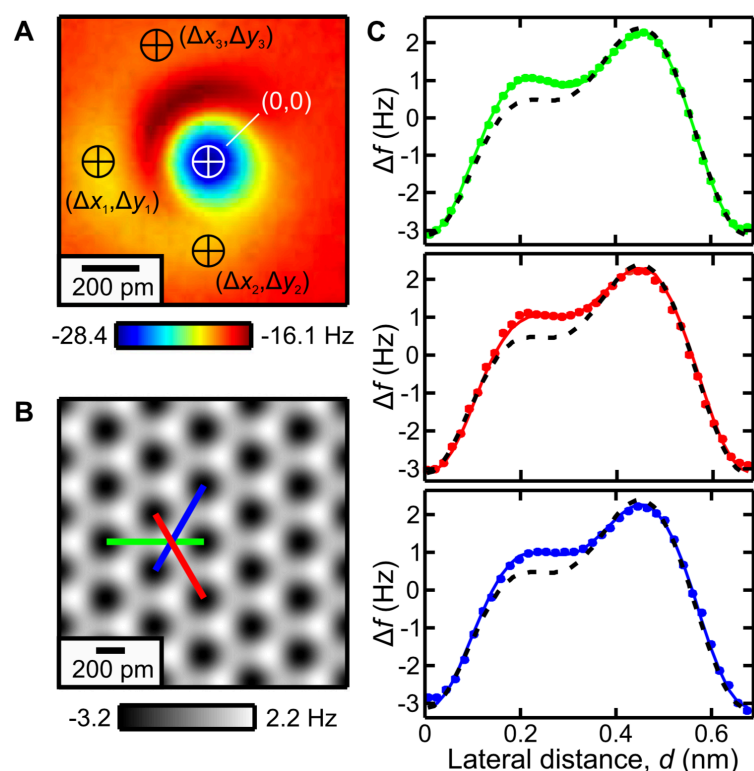 A
(Δx₃,Δy₃)
(0,0)
(Δx₁,Δy₁)
(Δx₂,Δy₂)
200 pm
-28.4 -16.1 Hz
B
200 pm
-3.2 2.2 Hz
C
2
1
0
-1
-2
-3
Δf (Hz)
2
1
0
-1
-2
-3
Δf (Hz)
2
1
0
-1
-2
-3
Δf (Hz)
0 0.2 0.4 0.6
Lateral distance, d (nm)